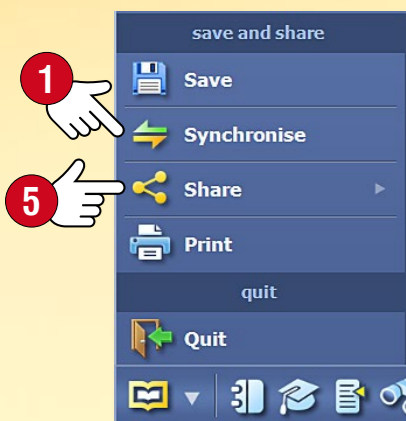 save and share
1
Save
Synchronise
5
Share
Print
quit
Quit